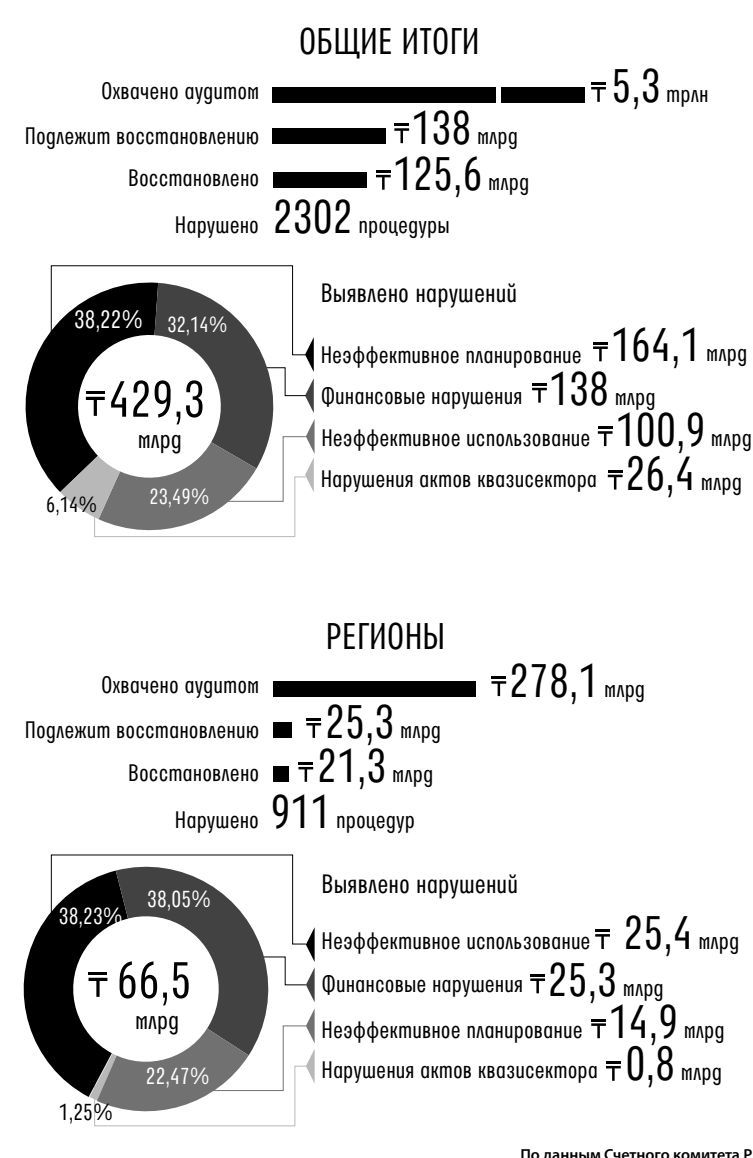 ОБЩИЕ ИТОГИ
Охвачено аудитом ₸ 5,3 трлн
Подлежит восстановлению ₸ 138 млрд
Восстановлено ₸ 125,6 млрд
Нарушено 2302 процедуры
Выявлено нарушений
38,22% 32,14%
Неэффективное планирование ₸ 164,1 млрд
₸ 429,3
млрд
Финансовые нарушения ₸ 138 млрд
Неэффективное использование ₸ 100,9 млрд
Нарушения актов квазисектора ₸ 26,4 млрд
6,14% 23,49%
РЕГИОНЫ
Охвачено аудитом ₸ 278,1 млрд
Подлежит восстановлению ₸ 25,3 млрд
Восстановлено ₸ 21,3 млрд
Нарушено 911 процедур
Выявлено нарушений
38,23% 38,05%
Неэффективное использование ₸ 25,4 млрд
₸ 66,5
млрд
Финансовые нарушения ₸ 25,3 млрд
Неэффективное планирование ₸ 14,9 млрд
Нарушения актов квазисектора ₸ 0,8 млрд
22,47%
1,25%
По данным Счетного комитета Р